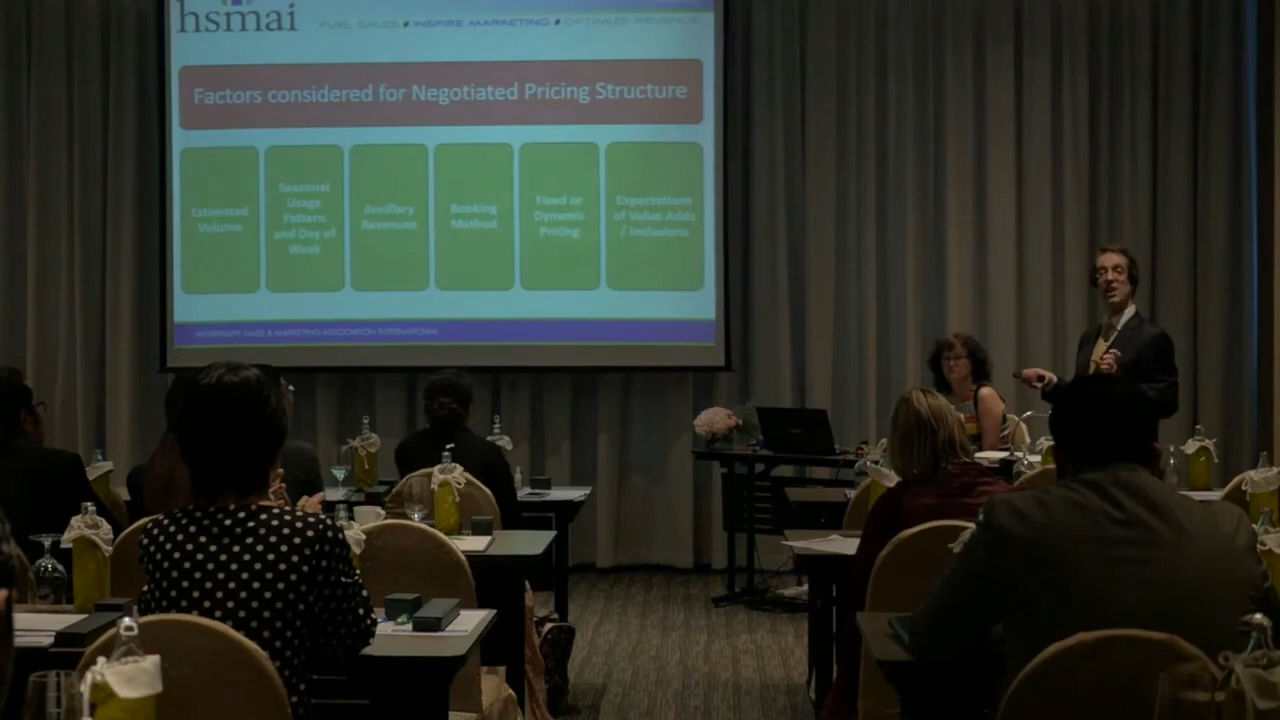 hsmai
FUEL SALES INSPIRE MARKETING OPTIMIZE REVENUE
Factors considered for Negotiated Pricing Structure
Estimated
Volume
Seasonal
Usage
Pattern
and Day of
Week
Ancillary
Revenues
Booking
Method
Fixed or
Dynamic
Pricing
Expectations
of Value Adds
/ Inclusions
HOSPITALITY SALES & MARKETING ASSOCIATION INTERNATIONAL